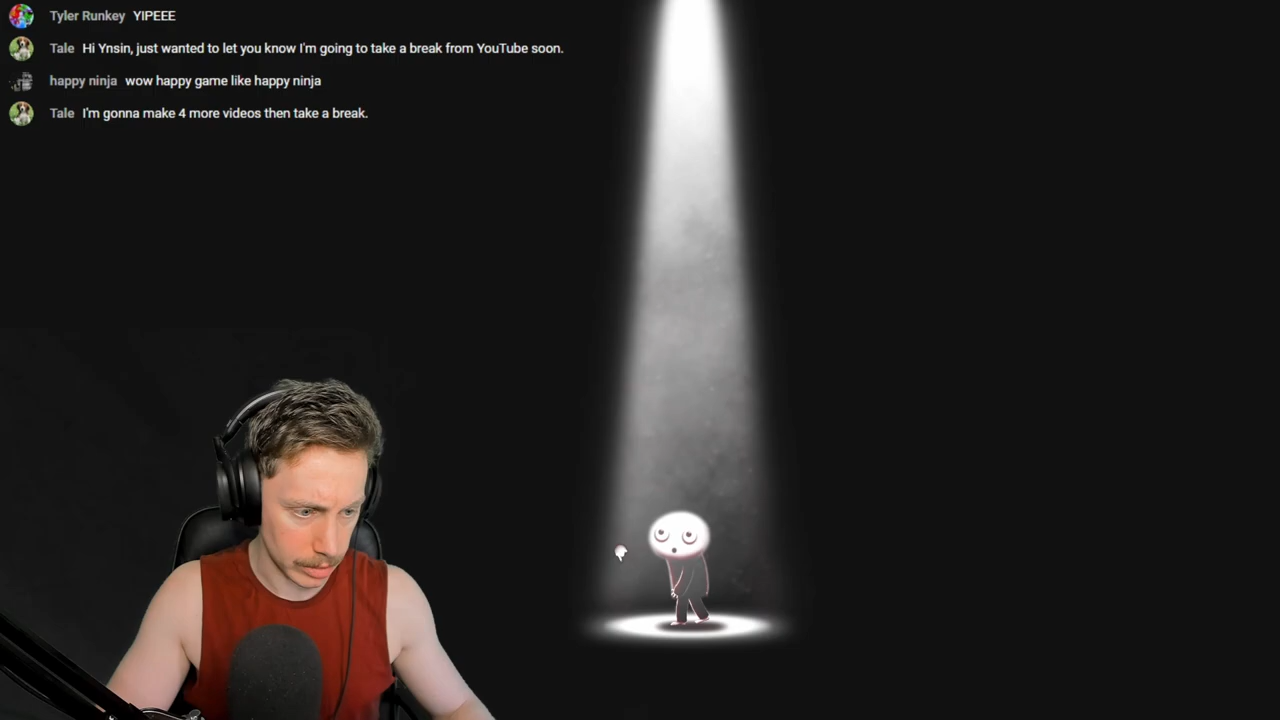 Tyler Runkey YIPEEE
Tale Hi Ynsin, just wanted to let you know I'm going to take a break from YouTube soon.
happy ninja wow happy game like happy ninja
Tale I'm gonna make 4 more videos then take a break.